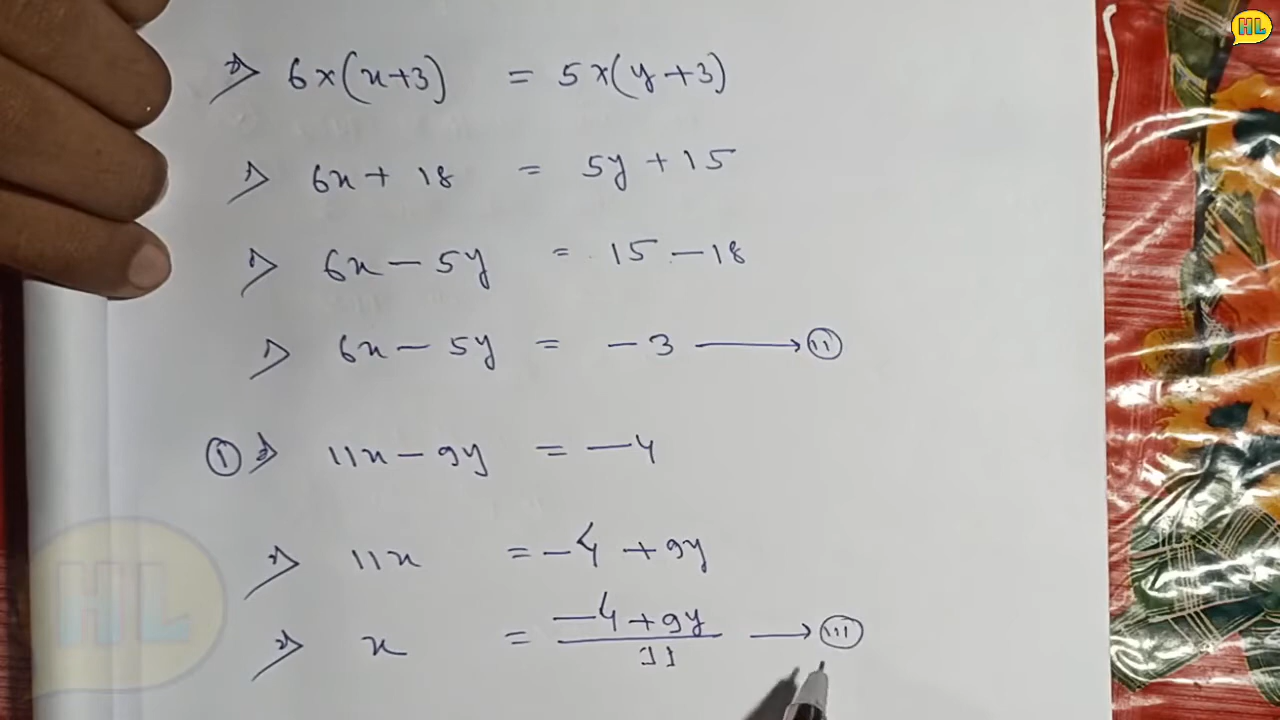 HL
⇒ 6×(x+3) = 5×(y+3)
⇒ 6x + 18 = 5y + 15
⇒ 6x − 5y = 15 − 18
⇒ 6x − 5y = −3 → (ii)
(i) ⇒ 11x − 9y = −4
⇒ 11x = −4 + 9y
⇒ x = (−4 + 9y)/11 → (iii)
HL